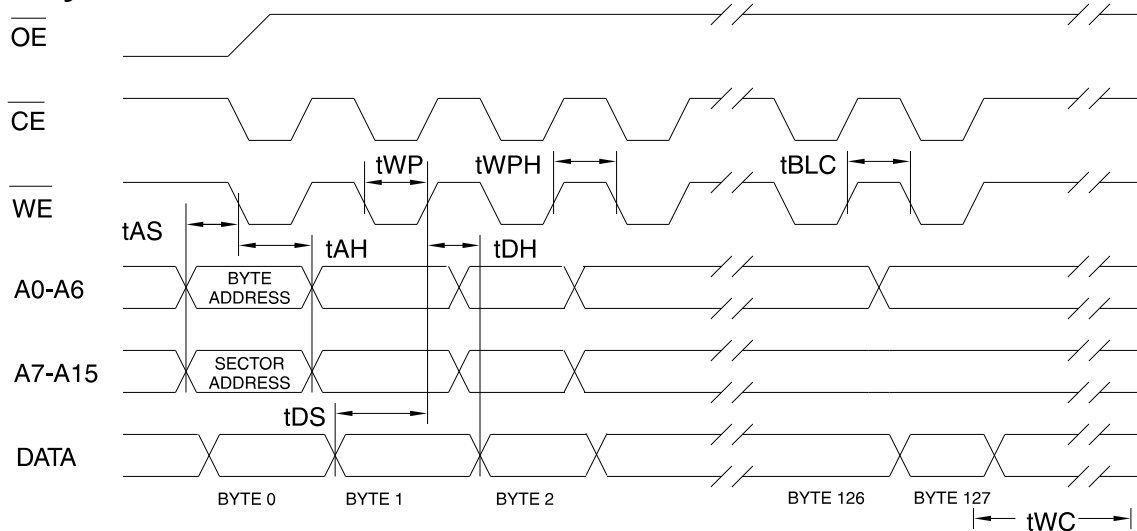 OE
CE
tWP
tWPH
tBLC
WE
tAS
tAH
tDH
A0-A6
BYTE
ADDRESS
A7-A15
SECTOR
ADDRESS
tDS
DATA
BYTE 0
BYTE 1
BYTE 2
BYTE 126
BYTE 127
tWC